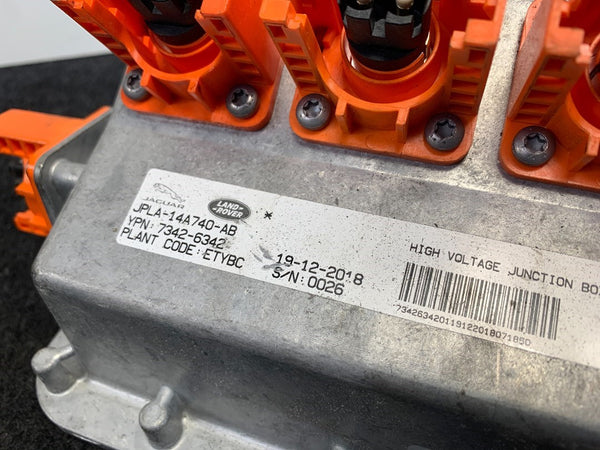 JAGUAR
LAND-
-ROVER
JPLA-14A740-AB
YPN: 7342-6342
PLANT CODE: ETYBC
19-12-2018
S/N:0026
HIGH VOLTAGE JUNCTION BO